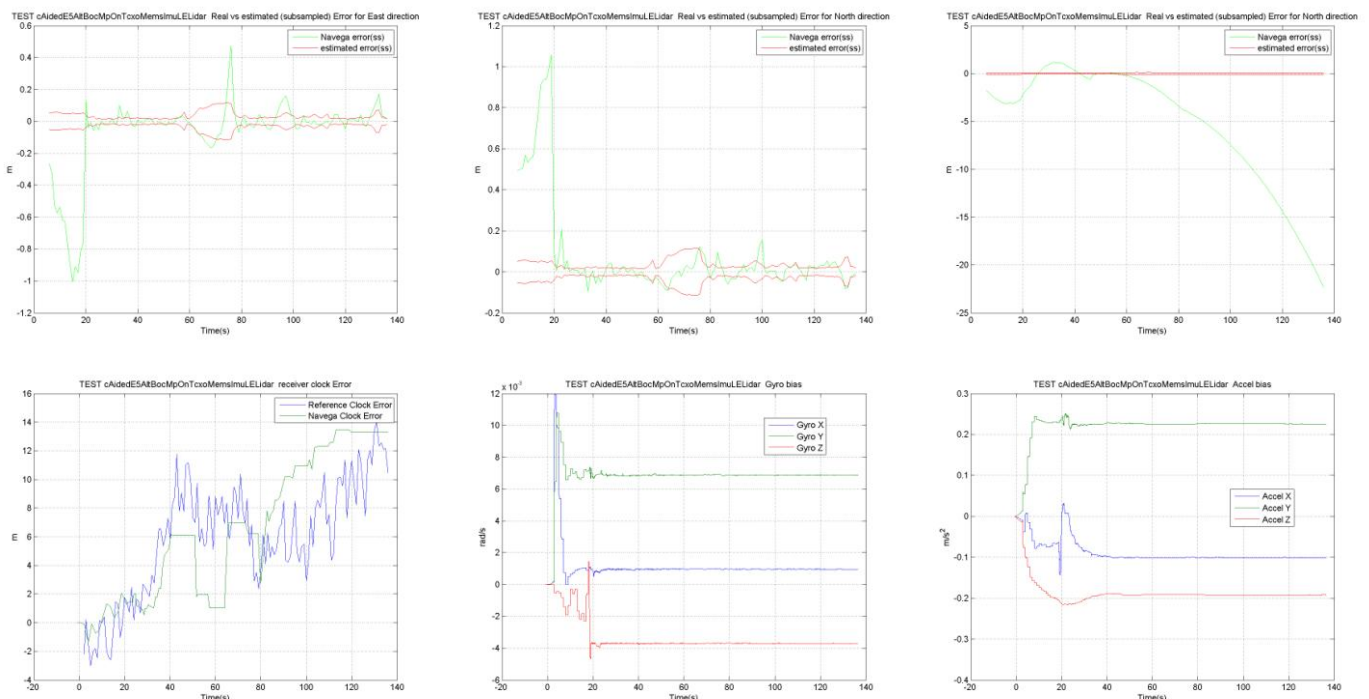 TEST cAidedE5AltBocMpOnTcxoMemsImuLELidar Real vs estimated (subsampled) Error for East direction
0.6
0.4
0.2
0
-0.2
-0.4
-0.6
-0.8
-1
-1.2
m
Navega error(ss)
estimated error(ss)
0 20 40 60 80 100 120 140
Time(s)
TEST cAidedE5AltBocMpOnTcxoMemsImuLELidar Real vs estimated (subsampled) Error for North direction
1.2
1
0.8
0.6
0.4
0.2
0
-0.2
m
Navega error(ss)
estimated error(ss)
0 20 40 60 80 100 120 140
Time(s)
TEST cAidedE5AltBocMpOnTcxoMemsImuLELidar Real vs estimated (subsampled) Error for North direction
5
0
-5
-10
-15
-20
-25
m
Navega error(ss)
estimated error(ss)
0 20 40 60 80 100 120 140
Time(s)
TEST cAidedE5AltBocMpOnTcxoMemsImuLELidar receiver clock Error
16
14
12
10
8
6
4
2
0
-2
-4
m
Reference Clock Error
Navega Clock Error
-20 0 20 40 60 80 100 120 140
Time(s)
TEST cAidedE5AltBocMpOnTcxoMemsImuLELidar Gyro bias
x 10⁻³
12
10
8
6
4
2
0
-2
-4
-6
rad/s
Gyro X
Gyro Y
Gyro Z
-20 0 20 40 60 80 100 120 140
Time(s)
TEST cAidedE5AltBocMpOnTcxoMemsImuLELidar Accel bias
0.3
0.2
0.1
0
-0.1
-0.2
-0.3
-0.4
m/s²
Accel X
Accel Y
Accel Z
-20 0 20 40 60 80 100 120 140
Time(s)